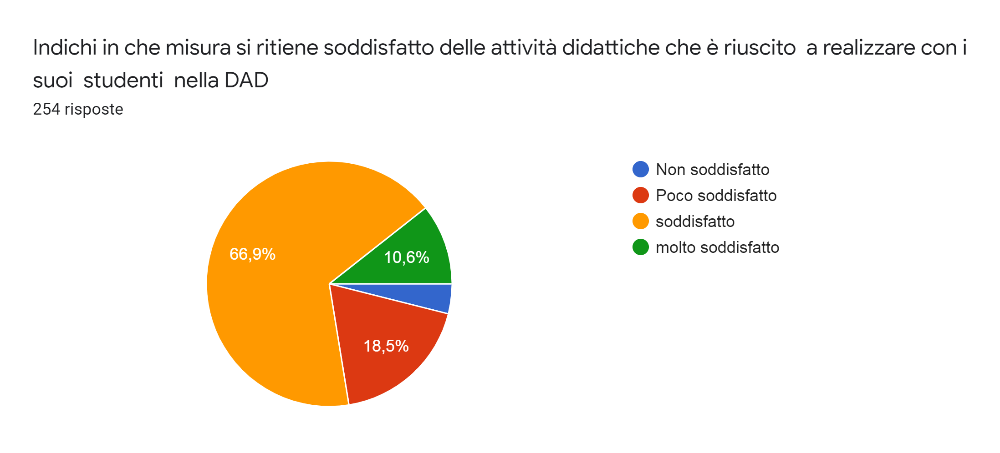 Indichi in che misura si ritiene soddisfatto delle attività didattiche che è riuscito  a realizzare con i
suoi  studenti  nella DAD
254 risposte
Non soddisfatto
Poco soddisfatto
soddisfatto
molto soddisfatto
66,9%
10,6%
18,5%